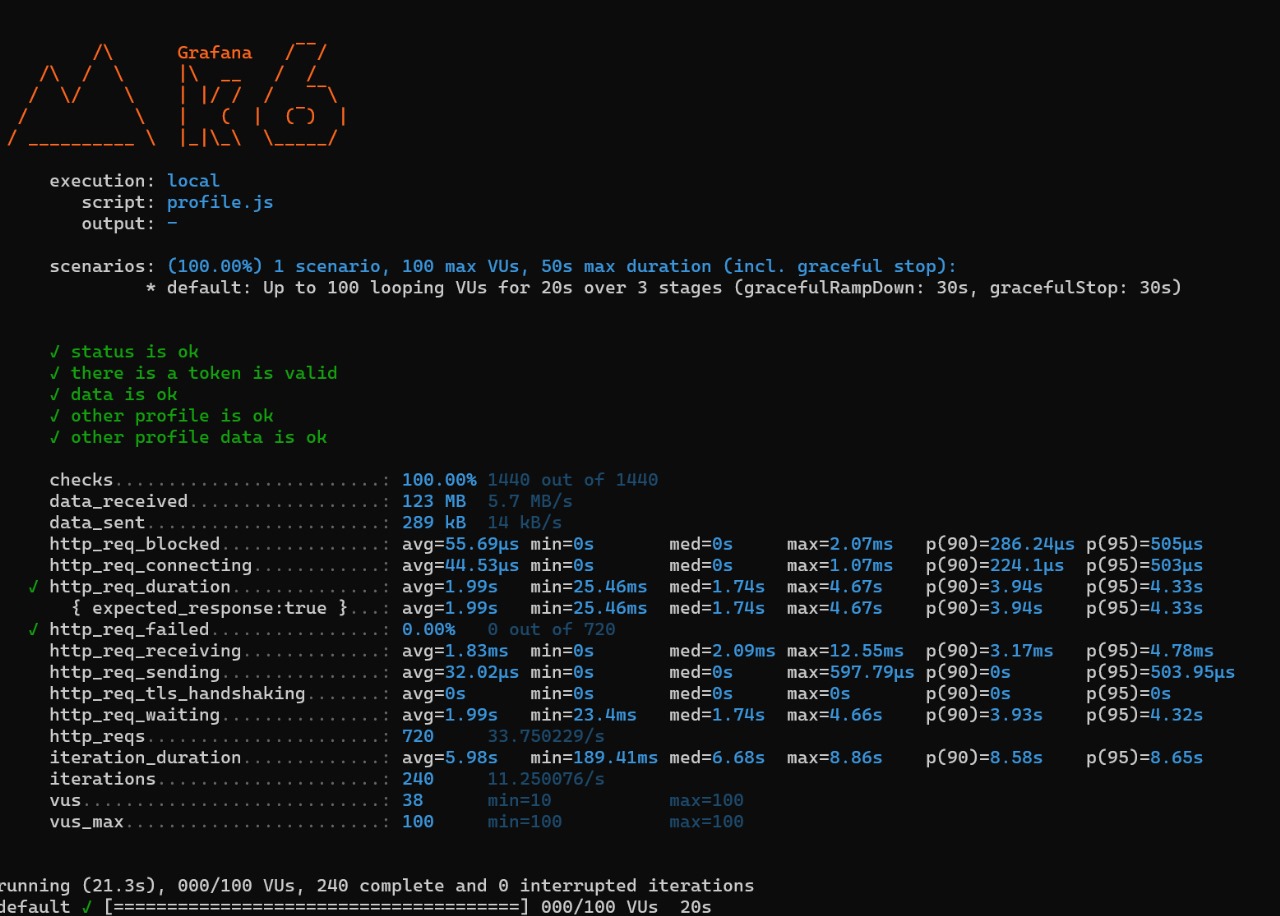 /\      Grafana   /‾‾/
    /\  /  \     |\  __   /  /
   /  \/    \    | |/ /  /   ‾‾\
  /          \   |   (  |  (‾)  |
 / __________ \  |_|\_\  \_____/
execution: local
script: profile.js
output: -
scenarios: (100.00%) 1 scenario, 100 max VUs, 50s max duration (incl. graceful stop):
* default: Up to 100 looping VUs for 20s over 3 stages (gracefulRampDown: 30s, gracefulStop: 30s)
✓ status is ok
✓ there is a token is valid
✓ data is ok
✓ other profile is ok
✓ other profile data is ok
checks.........................: 100.00% 1440 out of 1440
data_received..................: 123 MB 5.7 MB/s
data_sent......................: 289 kB 14 kB/s
http_req_blocked...............: avg=55.69µs min=0s med=0s max=2.07ms p(90)=286.24µs p(95)=505µs
http_req_connecting............: avg=44.53µs min=0s med=0s max=1.07ms p(90)=224.1µs p(95)=503µs
✓ http_req_duration..............: avg=1.99s min=25.46ms med=1.74s max=4.67s p(90)=3.94s p(95)=4.33s
{ expected_response:true }...: avg=1.99s min=25.46ms med=1.74s max=4.67s p(90)=3.94s p(95)=4.33s
✓ http_req_failed................: 0.00% 0 out of 720
http_req_receiving.............: avg=1.83ms min=0s med=2.09ms max=12.55ms p(90)=3.17ms p(95)=4.78ms
http_req_sending...............: avg=32.02µs min=0s med=0s max=597.79µs p(90)=0s p(95)=503.95µs
http_req_tls_handshaking.......: avg=0s min=0s med=0s max=0s p(90)=0s p(95)=0s
http_req_waiting...............: avg=1.99s min=23.4ms med=1.74s max=4.66s p(90)=3.93s p(95)=4.32s
http_reqs......................: 720 33.750229/s
iteration_duration.............: avg=5.98s min=189.41ms med=6.68s max=8.86s p(90)=8.58s p(95)=8.65s
iterations.....................: 240 11.250076/s
vus............................: 38 min=10 max=100
vus_max........................: 100 min=100 max=100
running (21.3s), 000/100 VUs, 240 complete and 0 interrupted iterations
default ✓ [======================================] 000/100 VUs 20s